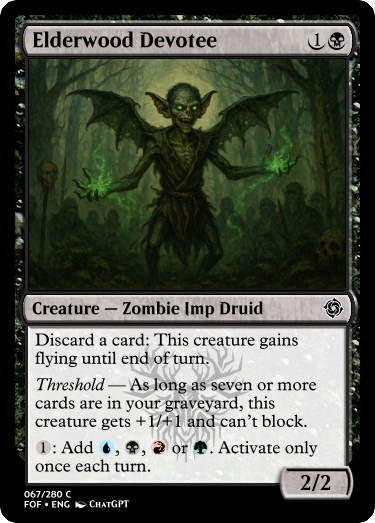 Elderwood Devotee 1
Creature — Zombie Imp Druid
Discard a card: This creature gains
flying until end of turn.
Threshold — As long as seven or more
cards are in your graveyard, this
creature gets +1/+1 and can't block.
1: Add , , or . Activate only
once each turn.
2/2
067/280 C
FOF • ENG ChatGPT